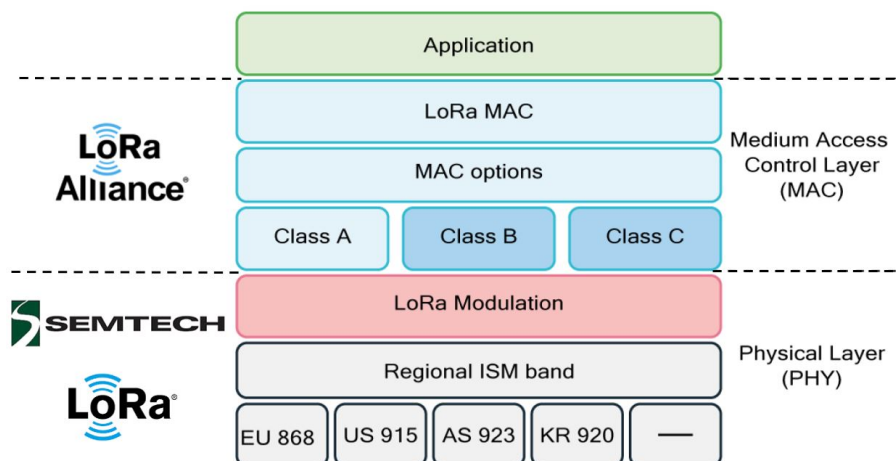 Application
LoRa MAC
LoRa
Alliance®
Medium Access
Control Layer
(MAC)
MAC options
Class A
Class B
Class C
SEMTECH
LoRa Modulation
LoRa®
Physical Layer
(PHY)
Regional ISM band
EU 868
US 915
AS 923
KR 920
—